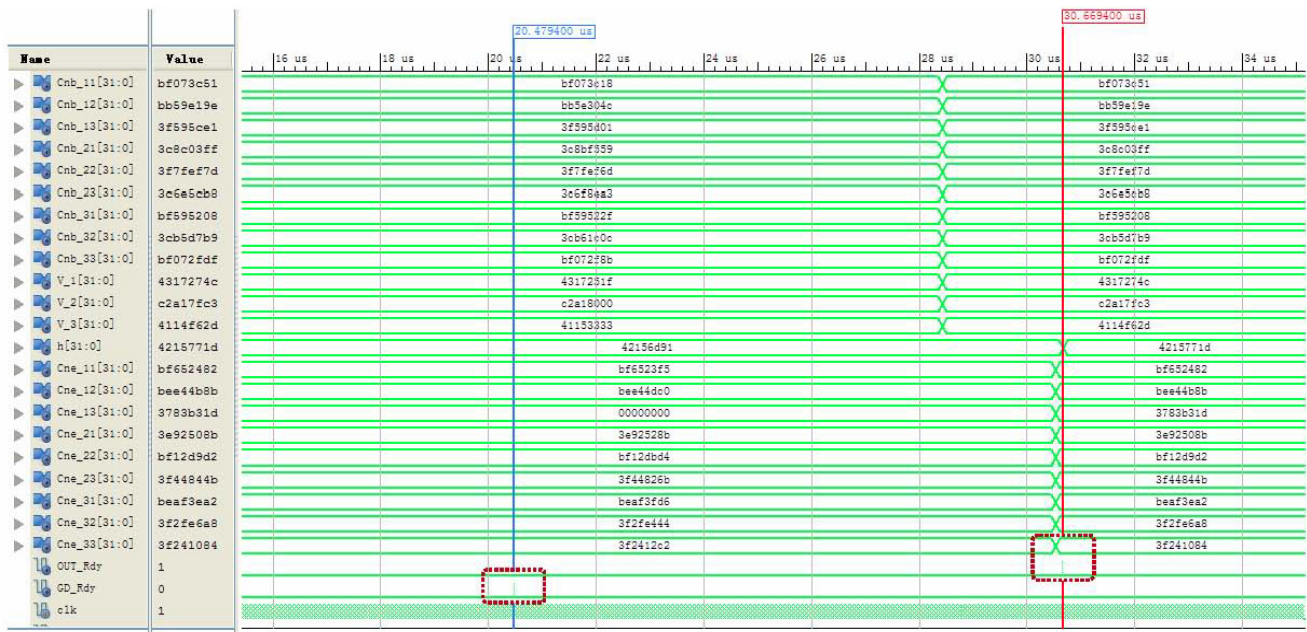 30.669400 us
20.479400 us
Name Value 16 us 18 us 20 us 22 us 24 us 26 us 28 us 30 us 32 us 34 us
Cnb_11[31:0] bf073c51 bf073c18 bf073c51
Cnb_12[31:0] bb59e19e bb5e304c bb59e19e
Cnb_13[31:0] 3f595ce1 3f595d01 3f595ce1
Cnb_21[31:0] 3c8c03ff 3c8bf559 3c8c03ff
Cnb_22[31:0] 3f7fef7d 3f7fef6d 3f7fef7d
Cnb_23[31:0] 3c6e5cb8 3c6f8ea3 3c6e5cb8
Cnb_31[31:0] bf595208 bf59522f bf595208
Cnb_32[31:0] 3cb5d7b9 3cb61c0c 3cb5d7b9
Cnb_33[31:0] bf072fdf bf072f8b bf072fdf
V_1[31:0] 4317274c 4317251f 4317274c
V_2[31:0] c2a17fc3 c2a18000 c2a17fc3
V_3[31:0] 4114f62d 41153333 4114f62d
h[31:0] 4215771d 42156d91 4215771d
Cne_11[31:0] bf652482 bf6523f5 bf652482
Cne_12[31:0] bee44b8b bee44dc0 bee44b8b
Cne_13[31:0] 3783b31d 00000000 3783b31d
Cne_21[31:0] 3e92508b 3e92528b 3e92508b
Cne_22[31:0] bf12d9d2 bf12dbd4 bf12d9d2
Cne_23[31:0] 3f44844b 3f44826b 3f44844b
Cne_31[31:0] beaf3ea2 beaf3fd6 beaf3ea2
Cne_32[31:0] 3f2fe6a8 3f2fe444 3f2fe6a8
Cne_33[31:0] 3f241084 3f2412c2 3f241084
OUT_Rdy 1
GD_Rdy 0
clk 1